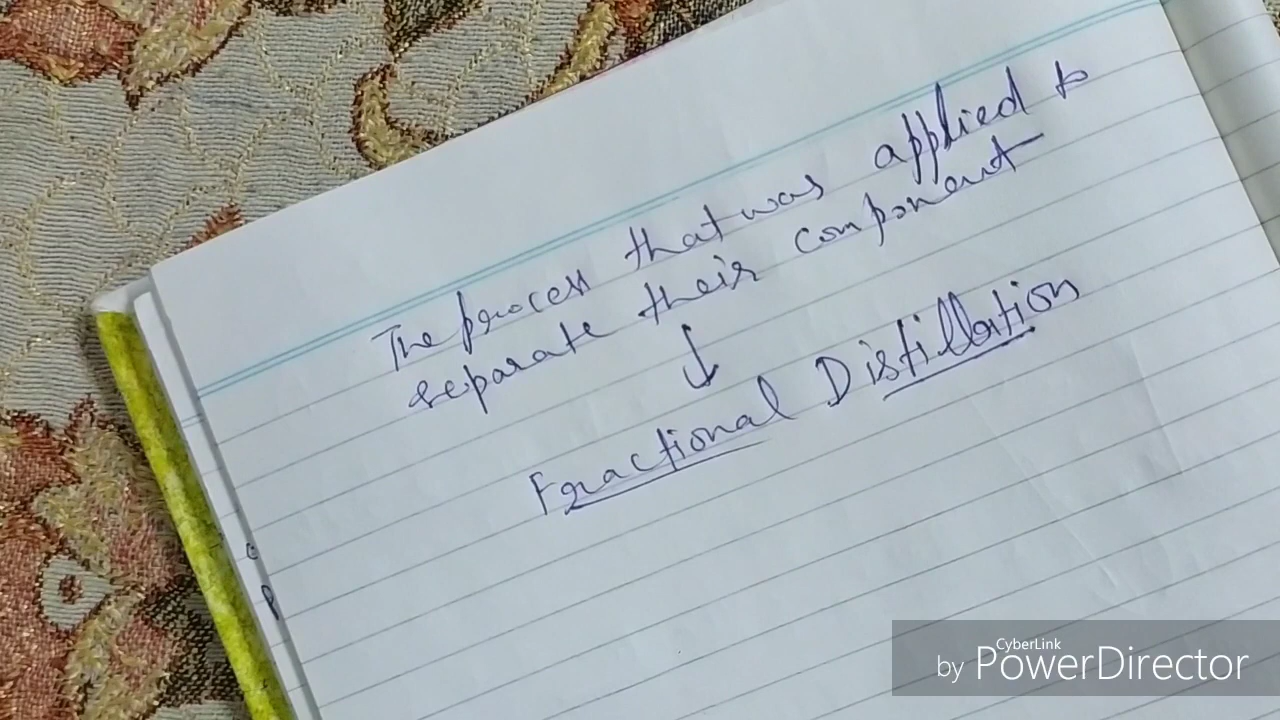 The process that was applied to
separate their component
↓
Fractional Distillation
CyberLink
by PowerDirector